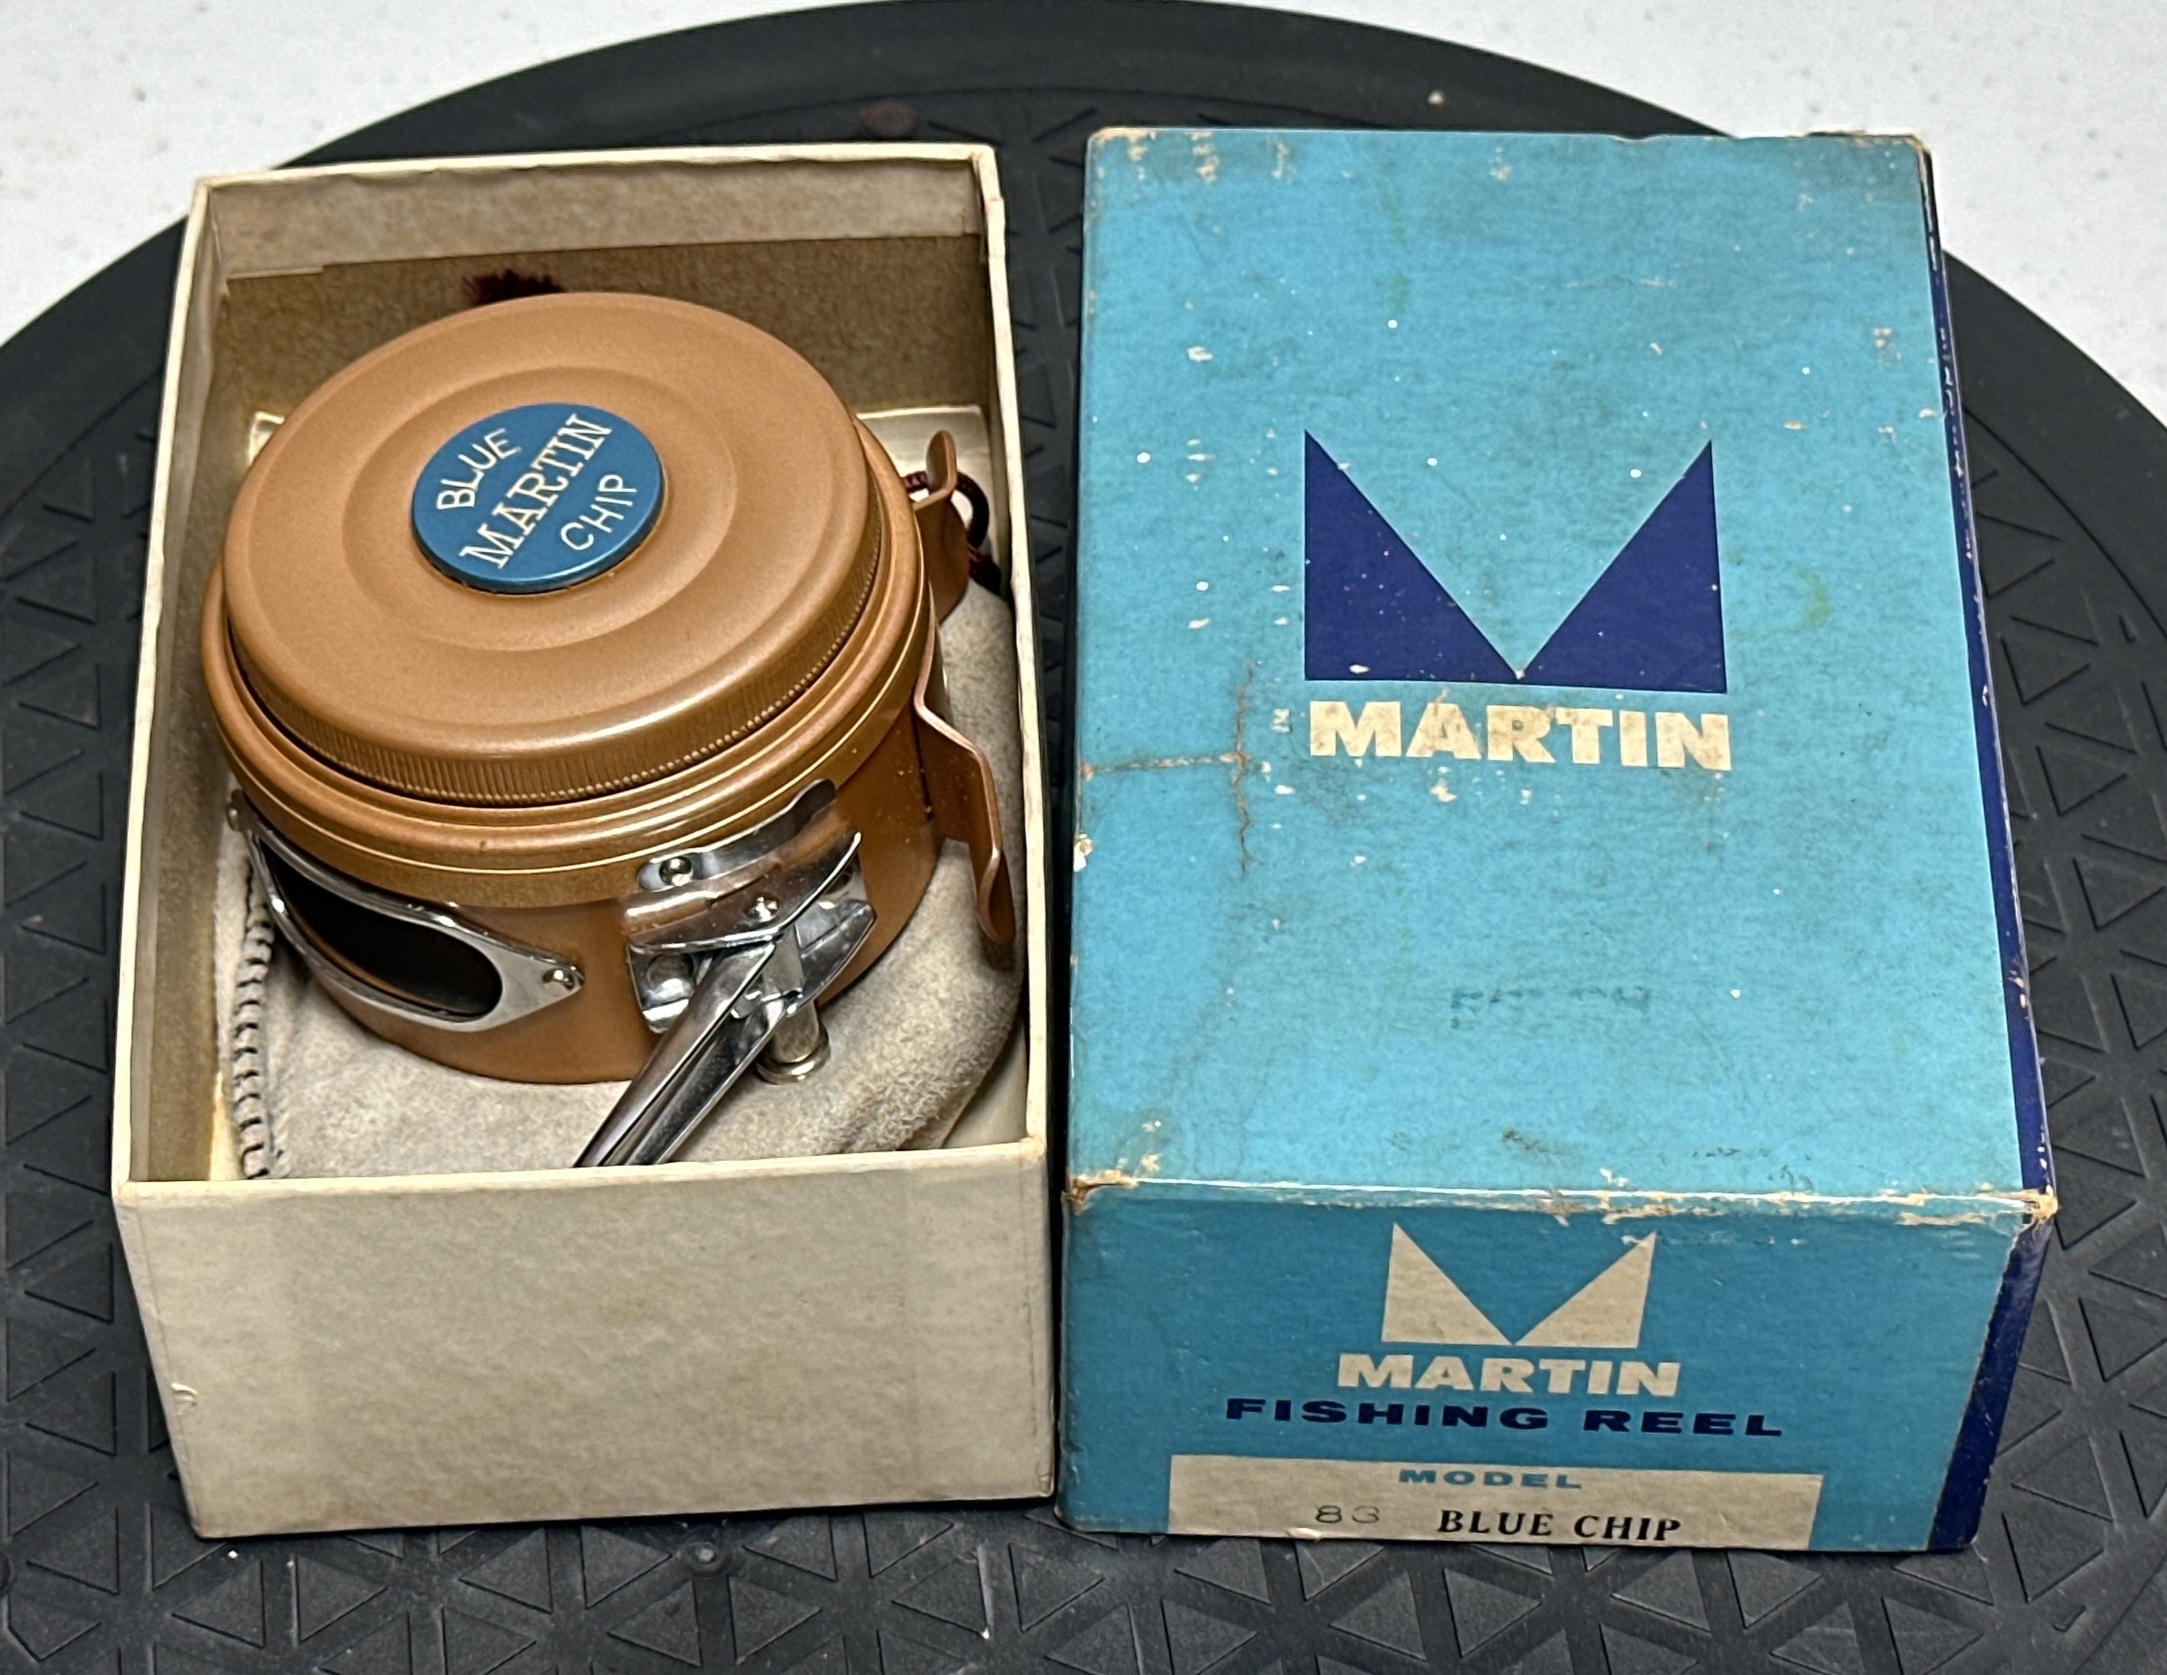 BLUE
MARTIN
CHIP
MARTIN
MARTIN
FISHING REEL
MODEL
83 BLUE CHIP